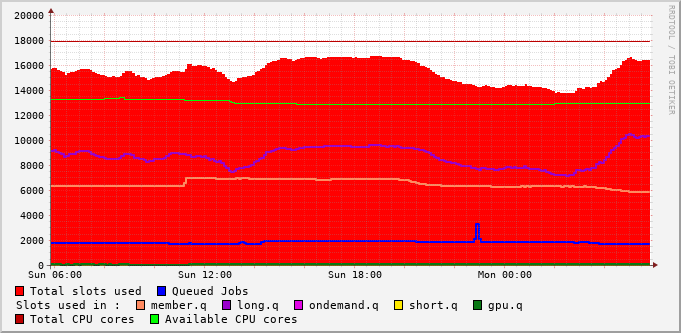 20000
18000
16000
14000
12000
10000
8000
6000
4000
2000
0
Sun 06:00 Sun 12:00 Sun 18:00 Mon 00:00
Total slots used Queued Jobs
Slots used in : member.q long.q ondemand.q short.q gpu.q
Total CPU cores Available CPU cores
RRDTOOL / TOBI OETIKER